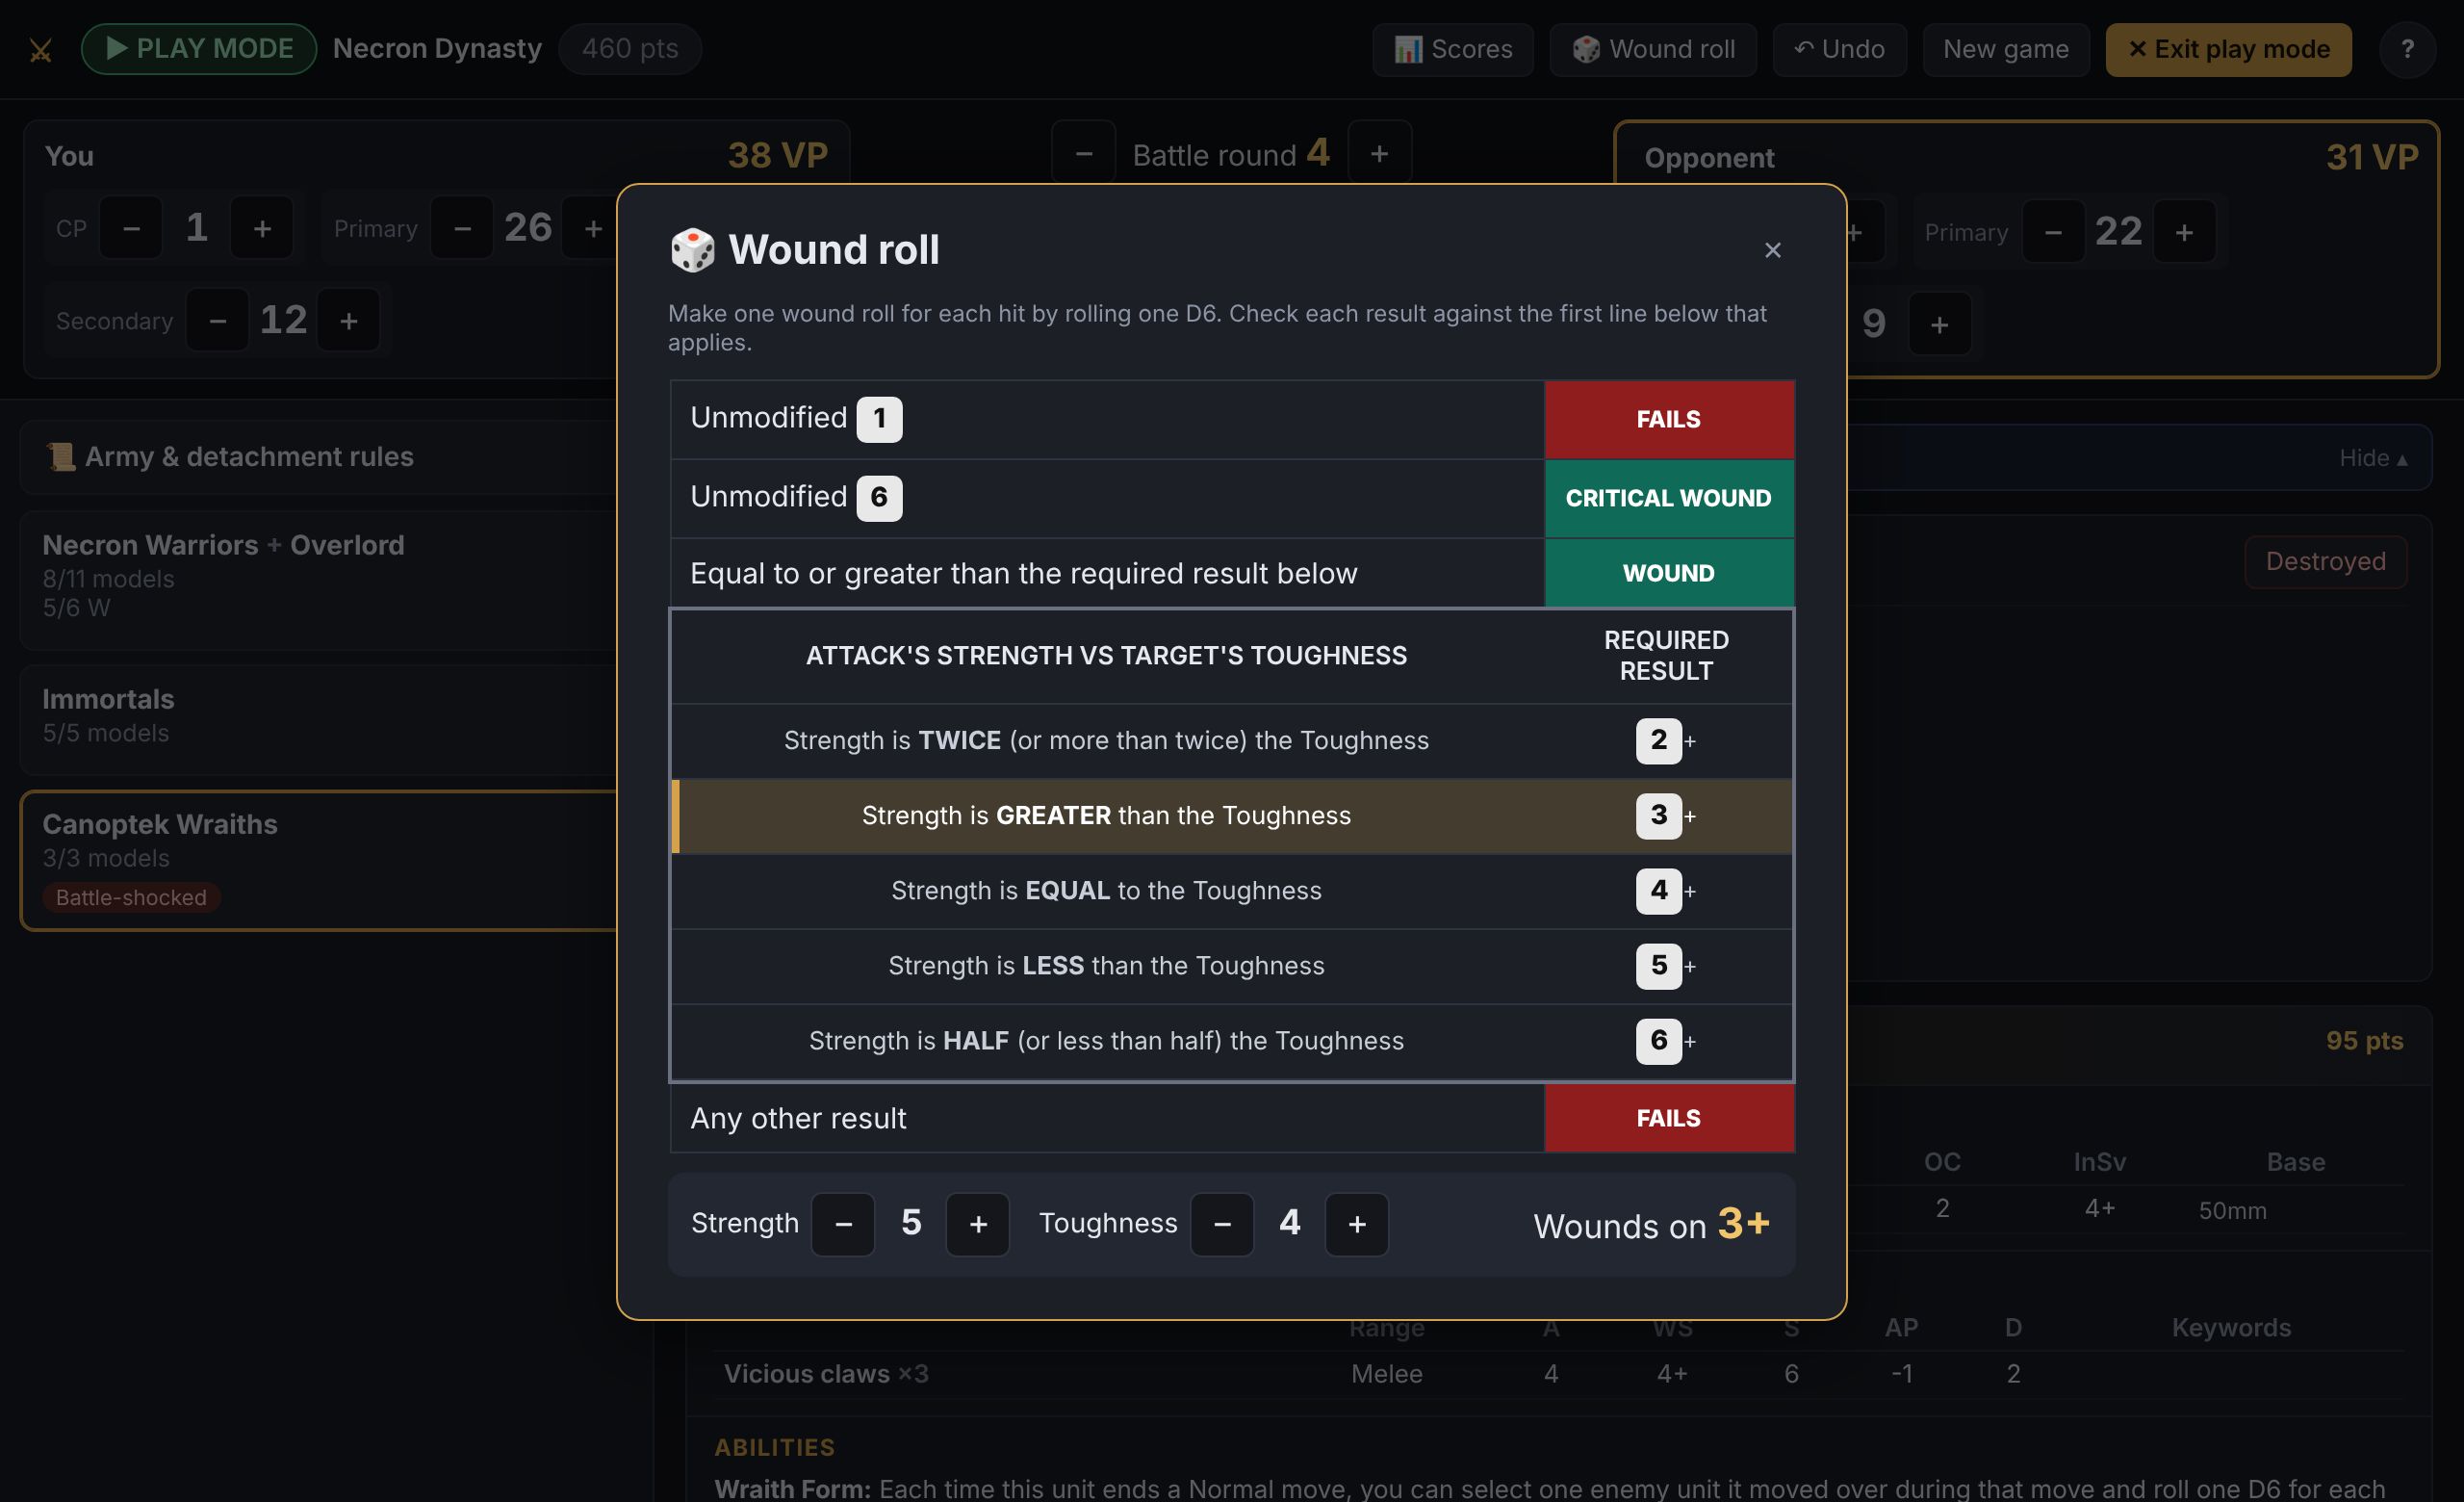 ▶ PLAY MODE Necron Dynasty 460 pts 📊 Scores 🎲 Wound roll ↶ Undo New game ✕ Exit play mode ?
You 38 VP
− Battle round 4 +
Opponent 31 VP
CP − 1 + Primary − 26 +
+ Primary − 22 +
Secondary − 12 +
9 +
🎲 Wound roll ×
Make one wound roll for each hit by rolling one D6. Check each result against the first line below that
applies.
Unmodified 1 FAILS
Unmodified 6 CRITICAL WOUND
Equal to or greater than the required result below WOUND
ATTACK'S STRENGTH VS TARGET'S TOUGHNESS REQUIRED
RESULT
Strength is TWICE (or more than twice) the Toughness 2+
Strength is GREATER than the Toughness 3+
Strength is EQUAL to the Toughness 4+
Strength is LESS than the Toughness 5+
Strength is HALF (or less than half) the Toughness 6+
Any other result FAILS
Strength − 5 + Toughness − 4 + Wounds on 3+
📜 Army & detachment rules
Necron Warriors + Overlord
8/11 models
5/6 W
Immortals
5/5 models
Canoptek Wraiths
3/3 models
Battle-shocked
Hide ▴
Destroyed
95 pts
OC InSv Base
2 4+ 50mm
Range A WS S AP D Keywords
Vicious claws ×3 Melee 4 4+ 6 -1 2
ABILITIES
Wraith Form: Each time this unit ends a Normal move, you can select one enemy unit it moved over during that move and roll one D6 for each